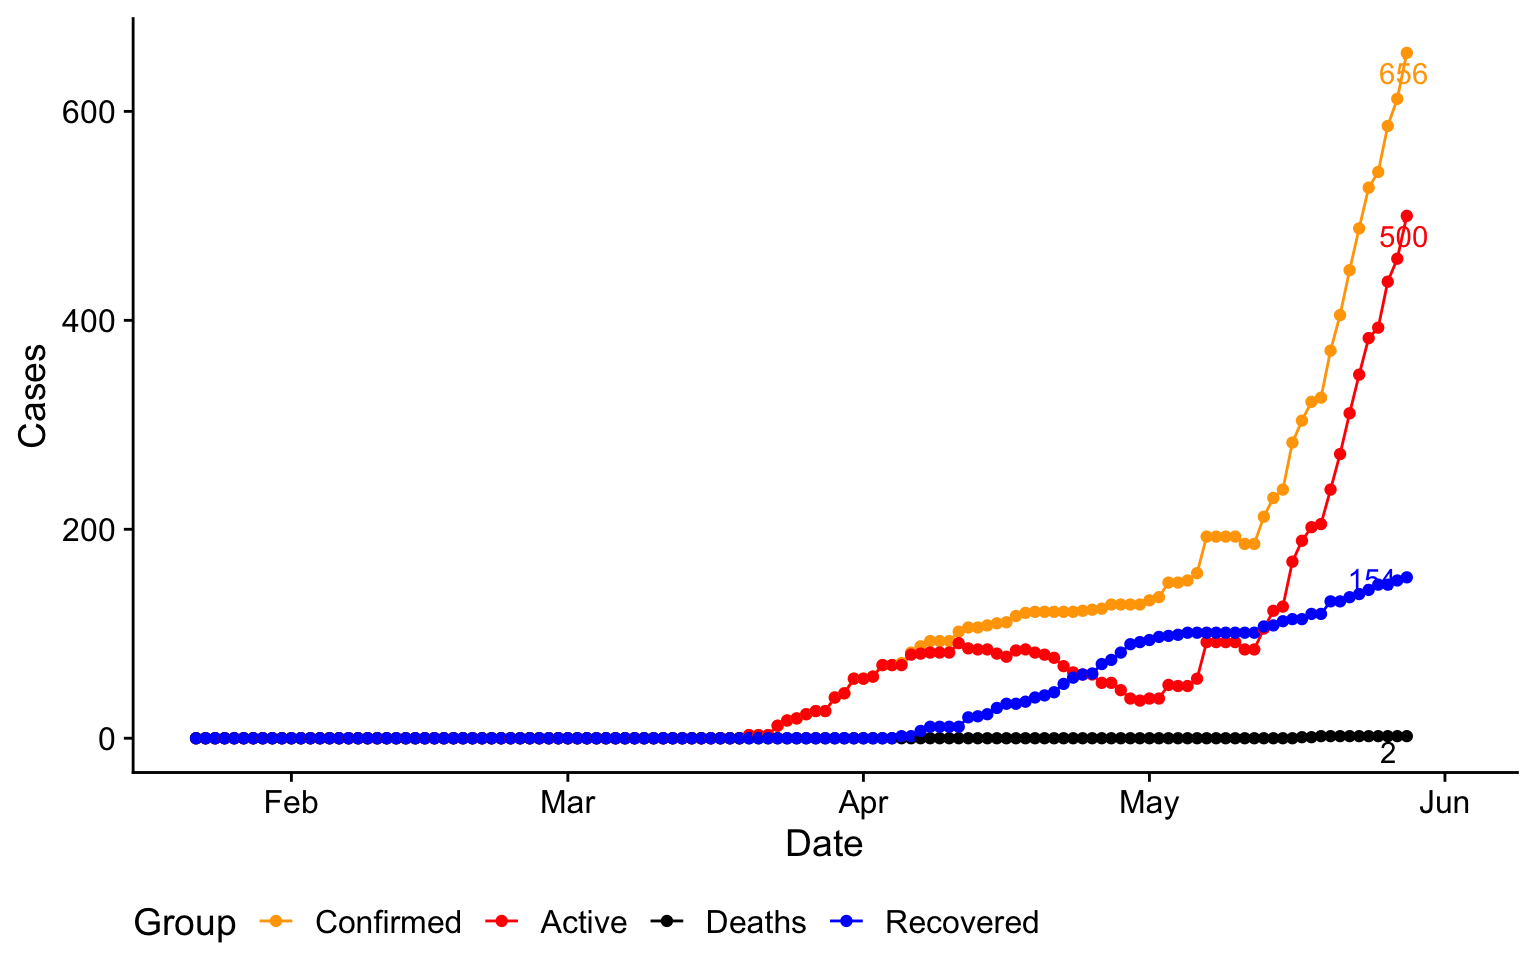 656
600
500
400
Cases
200
154
0
2
Feb Mar Apr May Jun
Date
Group Confirmed Active Deaths Recovered